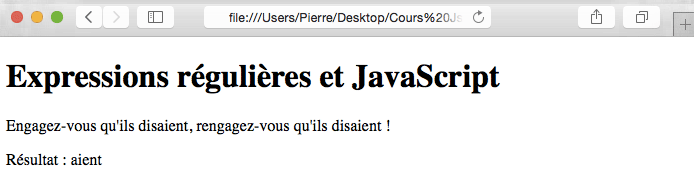 file:///Users/Pierre/Desktop/Cours%20Js
Expressions régulières et JavaScript
Engagez-vous qu'ils disaient, rengagez-vous qu'ils disaient !
Résultat : aient